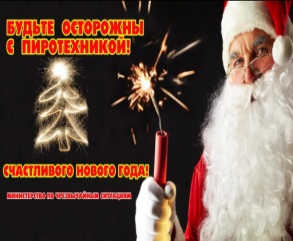 БУДЬТЕ ОСТОРОЖНЫ
С ПИРОТЕХНИКОЙ!
СЧАСТЛИВОГО НОВОГО ГОДА!
МИНИСТЕРСТВО ПО ЧРЕЗВЫЧАЙНЫМ СИТУАЦИЯМ